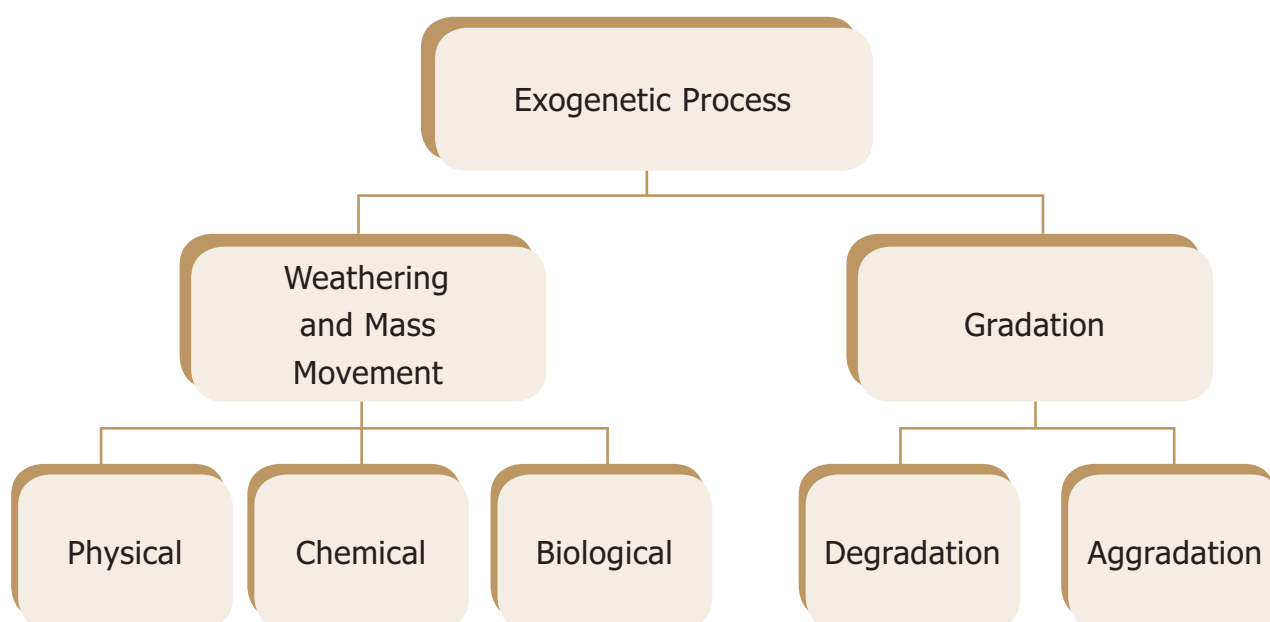 Exogenetic Process
Weathering
and Mass
Movement
Gradation
Physical
Chemical
Biological
Degradation
Aggradation